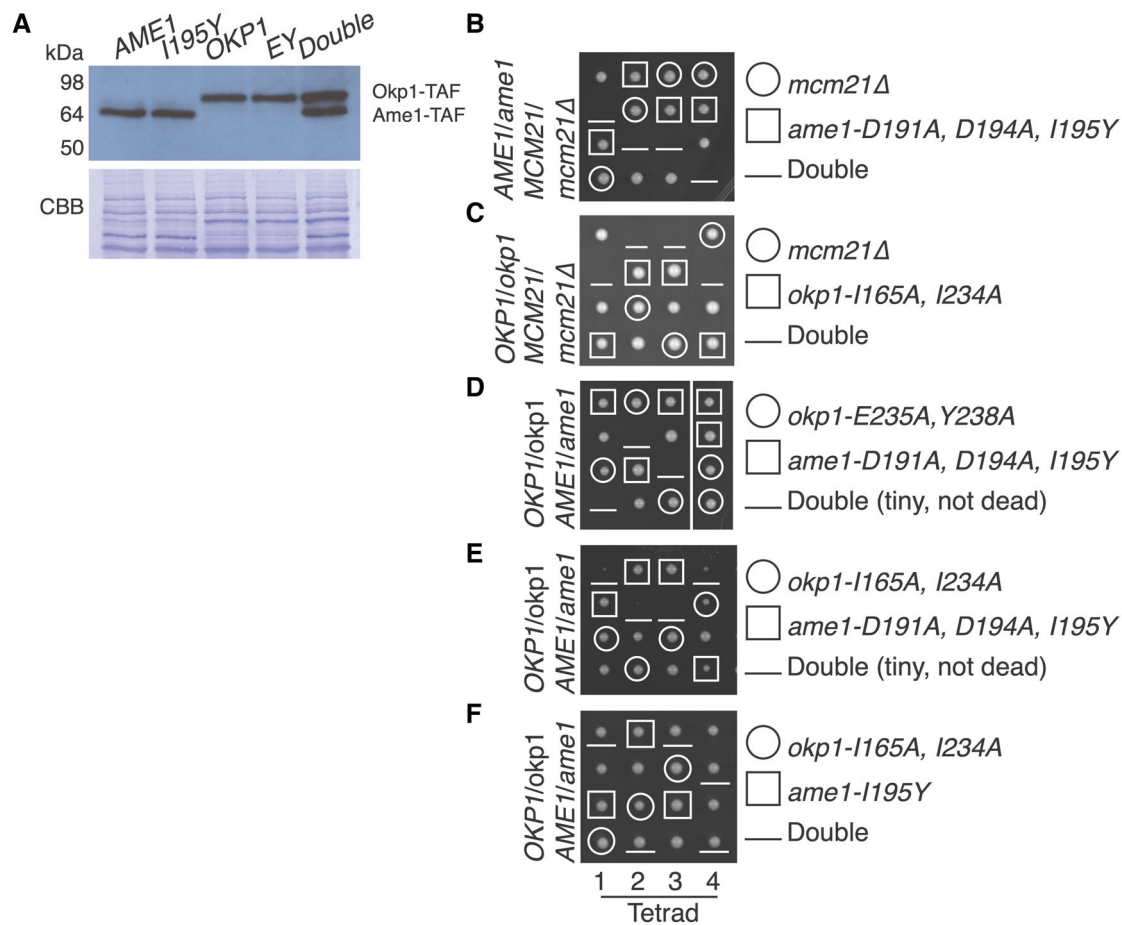 A
kDa
AME1
I195Y
OKP1
EY
Double
98
64
50
Okp1-TAF
Ame1-TAF
CBB
B
AME1/ame1
MCM21/
mcm21Δ
mcm21Δ
ame1-D191A, D194A, I195Y
Double
C
OKP1/okp1
MCM21/
mcm21Δ
mcm21Δ
okp1-I165A, I234A
Double
D
OKP1/okp1
AME1/ame1
okp1-E235A,Y238A
ame1-D191A, D194A, I195Y
Double (tiny, not dead)
E
OKP1/okp1
AME1/ame1
okp1-I165A, I234A
ame1-D191A, D194A, I195Y
Double (tiny, not dead)
F
OKP1/okp1
AME1/ame1
okp1-I165A, I234A
ame1-I195Y
Double
1 2 3 4
Tetrad